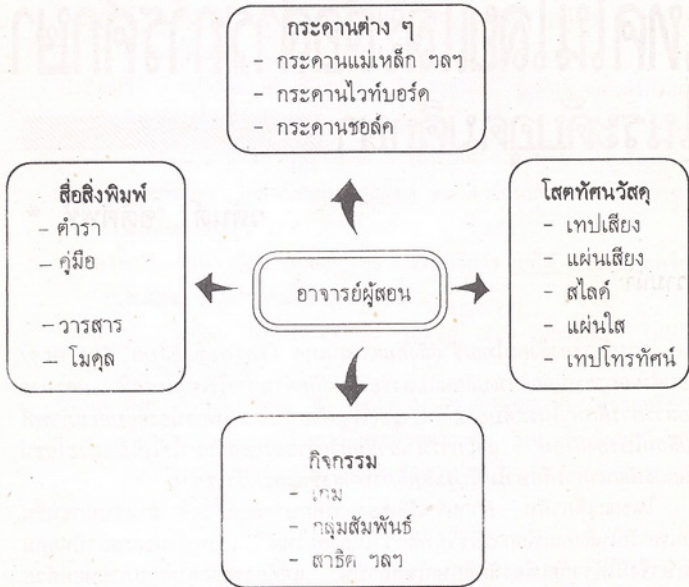 กระดานต่าง ๆ
- กระดานแม่เหล็ก ฯลฯ
- กระดานไวท์บอร์ด
- กระดานชอล์ค
สื่อสิ่งพิมพ์
- ตำรา
- คู่มือ
- วารสาร
- โมดุล
อาจารย์ผู้สอน
โสตทัศนวัสดุ
- เทปเสียง
- แผ่นเสียง
- สไลด์
- แผ่นใส
- เทปโทรทัศน์
กิจกรรม
- เกม
- กลุ่มสัมพันธ์
สาธิต ฯลฯ